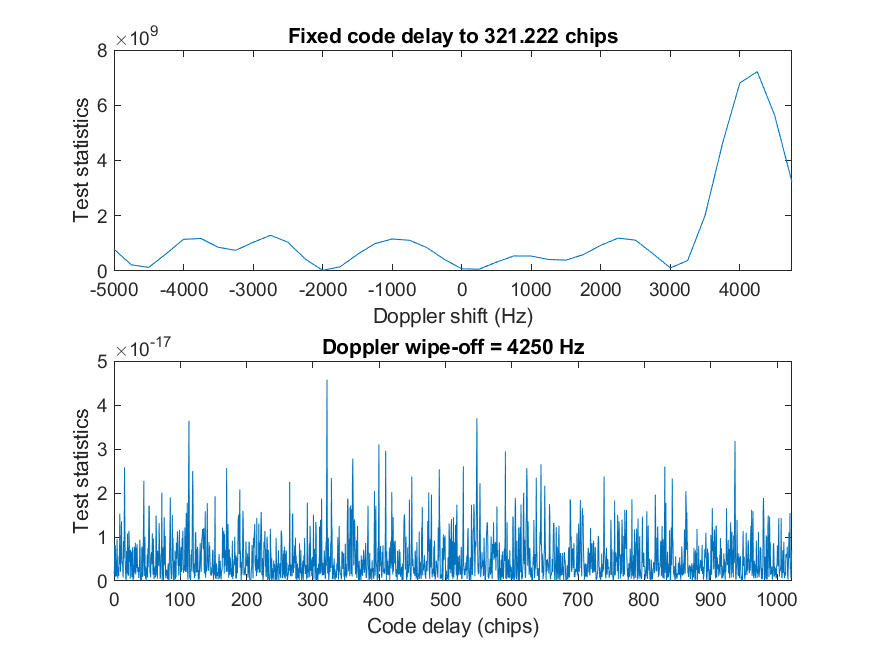 ×10^9
Fixed code delay to 321.222 chips
8
6
4
2
0
Test statistics
-5000 -4000 -3000 -2000 -1000 0 1000 2000 3000 4000
Doppler shift (Hz)
×10^-17
Doppler wipe-off = 4250 Hz
5
4
3
2
1
0
Test statistics
0 100 200 300 400 500 600 700 800 900 1000
Code delay (chips)